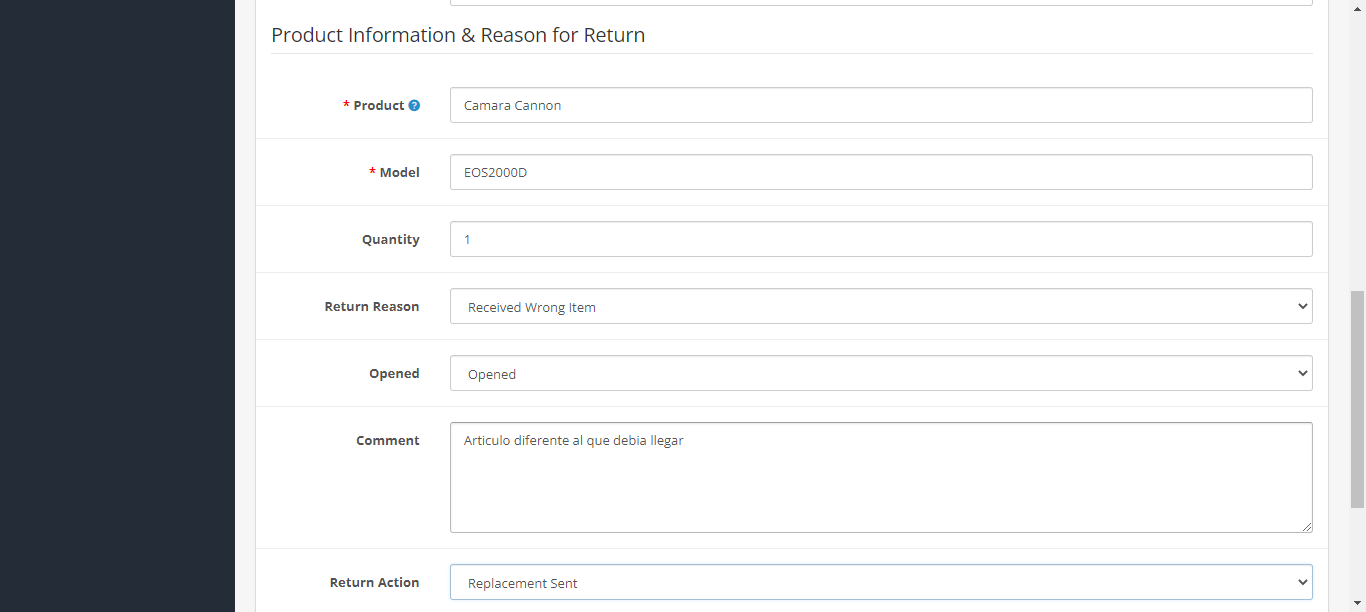 Product Information & Reason for Return
* Product ?
Camara Cannon
* Model
EOS2000D
Quantity
1
Return Reason
Received Wrong Item
Opened
Opened
Comment
Articulo diferente al que debia llegar
Return Action
Replacement Sent